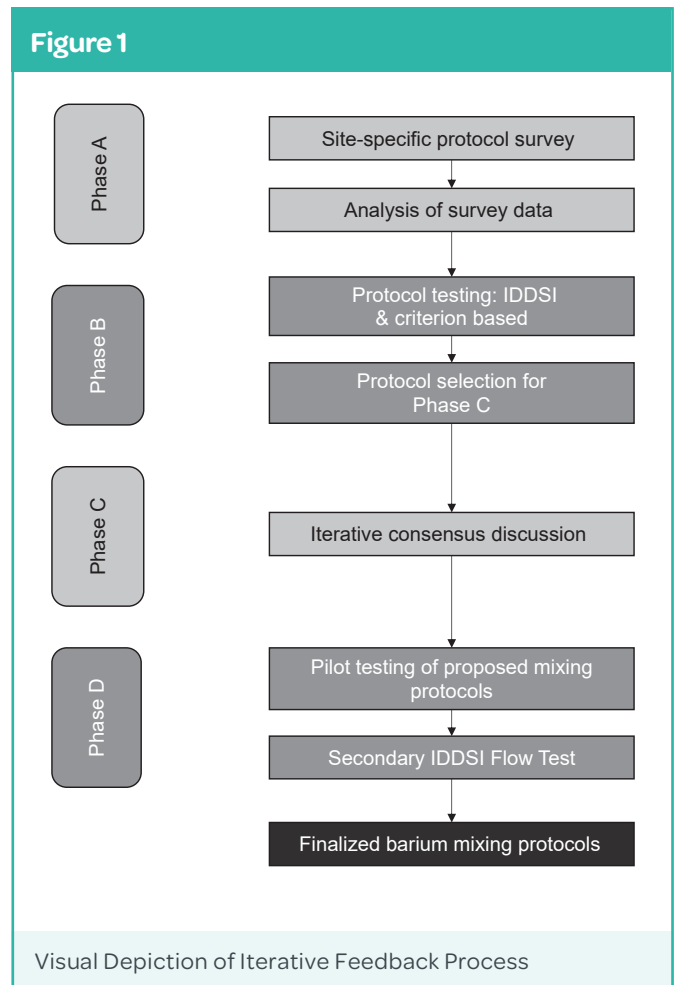 Figure 1
Phase A
Site-specific protocol survey
Analysis of survey data
Phase B
Protocol testing: IDDSI
& criterion based
Protocol selection for
Phase C
Phase C
Iterative consensus discussion
Phase D
Pilot testing of proposed mixing
protocols
Secondary IDDSI Flow Test
Finalized barium mixing protocols
Visual Depiction of Iterative Feedback Process